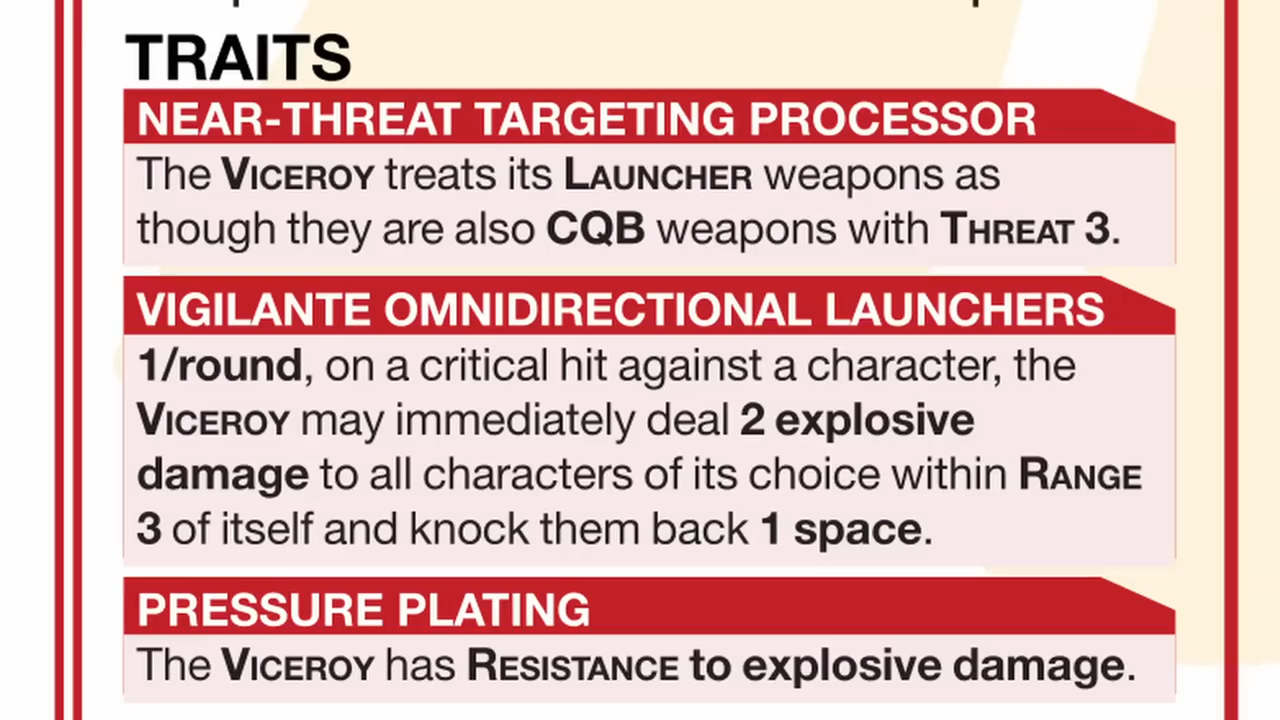 TRAITS
NEAR-THREAT TARGETING PROCESSOR
The VICEROY treats its LAUNCHER weapons as
though they are also CQB weapons with THREAT 3.
VIGILANTE OMNIDIRECTIONAL LAUNCHERS
1/round, on a critical hit against a character, the
VICEROY may immediately deal 2 explosive
damage to all characters of its choice within RANGE
3 of itself and knock them back 1 space.
PRESSURE PLATING
The VICEROY has RESISTANCE to explosive damage.